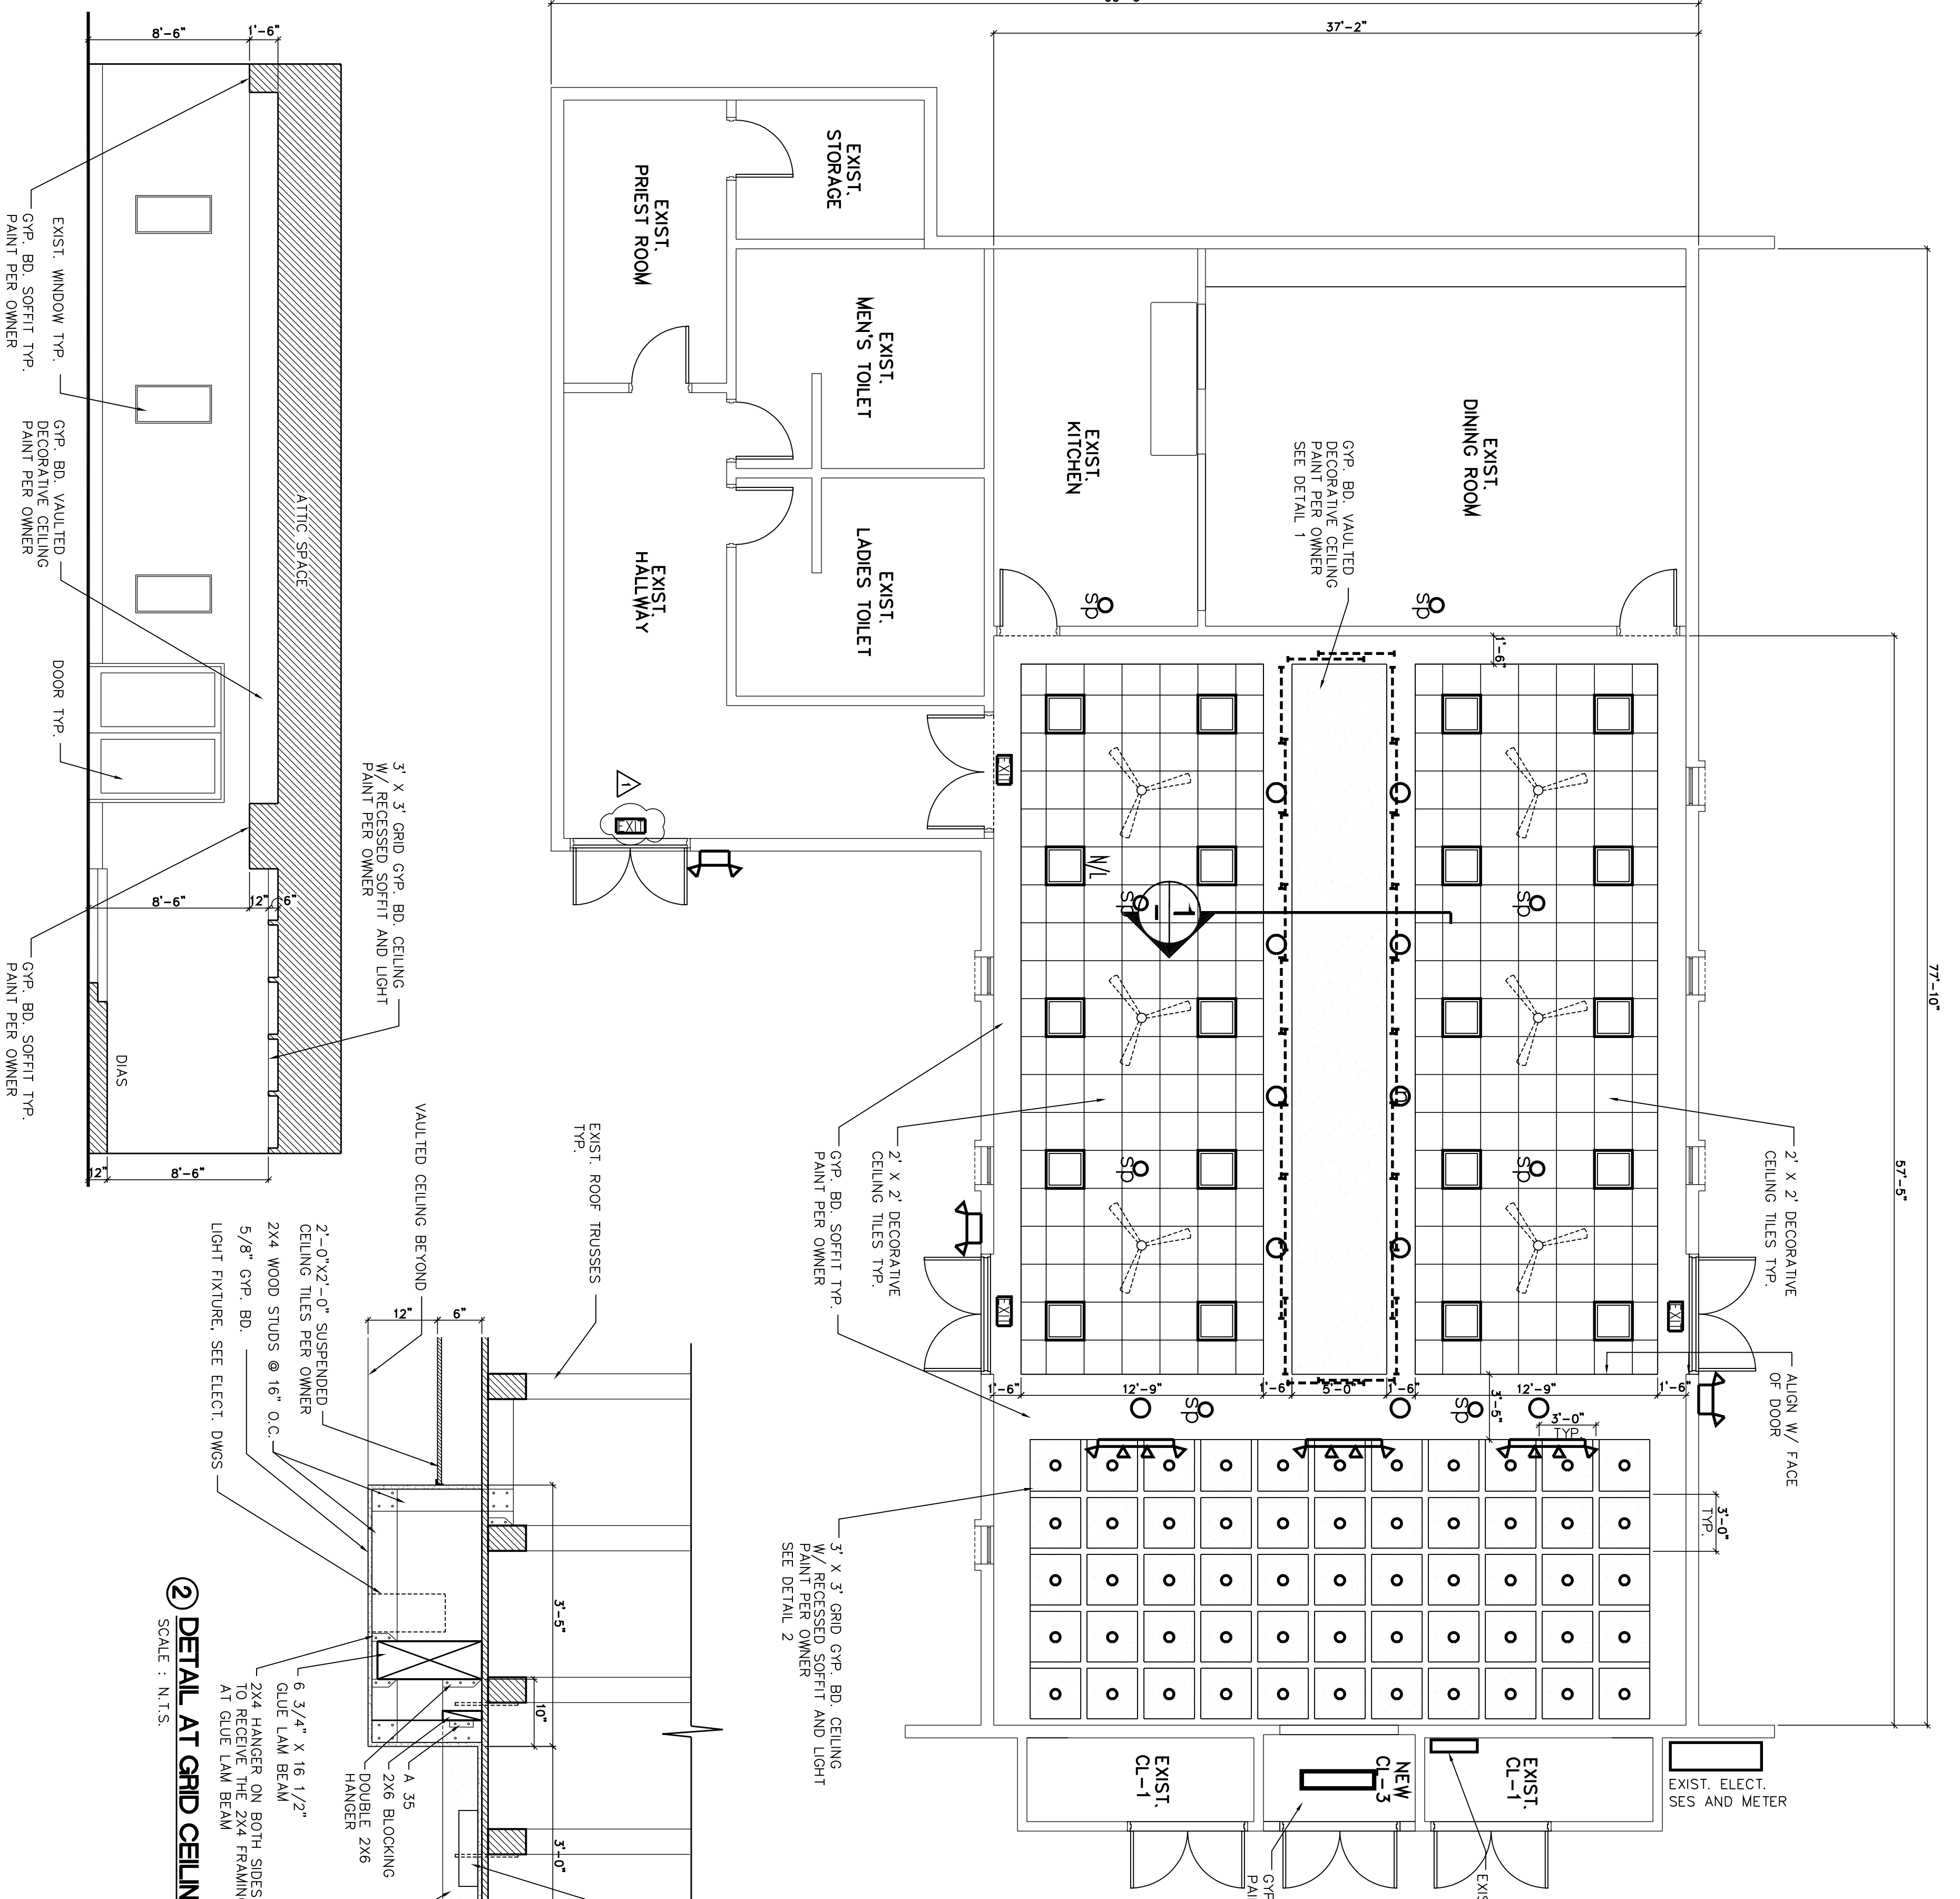 37'-2"
77'-10"
57'-5"
EXIST.
STORAGE
EXIST.
PRIEST ROOM
EXIST.
MEN'S TOILET
EXIST.
LADIES TOILET
EXIST.
HALLWAY
EXIST.
KITCHEN
EXIST.
DINING ROOM
GYP. BD. VAULTED
DECORATIVE CEILING
PAINT PER OWNER
SEE DETAIL 1
sp
sp
1'-6"
EXIT
EXIT
1
N/L
sp
1
-
sp
n
sp
sp
EXIT
EXIT
2' X 2' DECORATIVE
CEILING TILES TYP.
ALIGN W/ FACE
OF DOOR
2' X 2' DECORATIVE
CEILING TILES TYP.
GYP. BD. SOFFIT TYP.
PAINT PER OWNER
1'-6"
12'-9"
1'-6"
5'-0"
1'-6"
12'-9"
1'-6"
3'-5"
sp
sp
3'-0"
TYP.
3'-0"
TYP.
3' X 3' GRID GYP. BD. CEILING
W/ RECESSED SOFFIT AND LIGHT
PAINT PER OWNER
SEE DETAIL 2
EXIST.
CL-1
NEW
CL-3
EXIST.
CL-1
EXIST. ELECT.
SES AND METER
8'-6"
1'-6"
ATTIC SPACE
EXIST. WINDOW TYP.
GYP. BD. SOFFIT TYP.
PAINT PER OWNER
GYP. BD. VAULTED
DECORATIVE CEILING
PAINT PER OWNER
DOOR TYP.
3' X 3' GRID GYP. BD. CEILING
W/ RECESSED SOFFIT AND LIGHT
PAINT PER OWNER
8'-6"
12"
6"
GYP. BD. SOFFIT TYP.
PAINT PER OWNER
DIAS
12"
8'-6"
EXIST. ROOF TRUSSES
TYP.
VAULTED CEILING BEYOND
2'-0"X2'-0" SUSPENDED
CEILING TILES PER OWNER
2X4 WOOD STUDS @ 16" O.C.
5/8" GYP. BD.
LIGHT FIXTURE, SEE ELECT. DWGS
12"
6"
3'-5"
10"
3'-0"
6 3/4" X 16 1/2"
GLUE LAM BEAM
2X4 HANGER ON BOTH SIDES
TO RECEIVE THE 2X4 FRAMING
AT GLUE LAM BEAM
A 35
2X6 BLOCKING
DOUBLE 2X6
HANGER
2 DETAIL AT GRID CEILIN
SCALE : N.T.S.